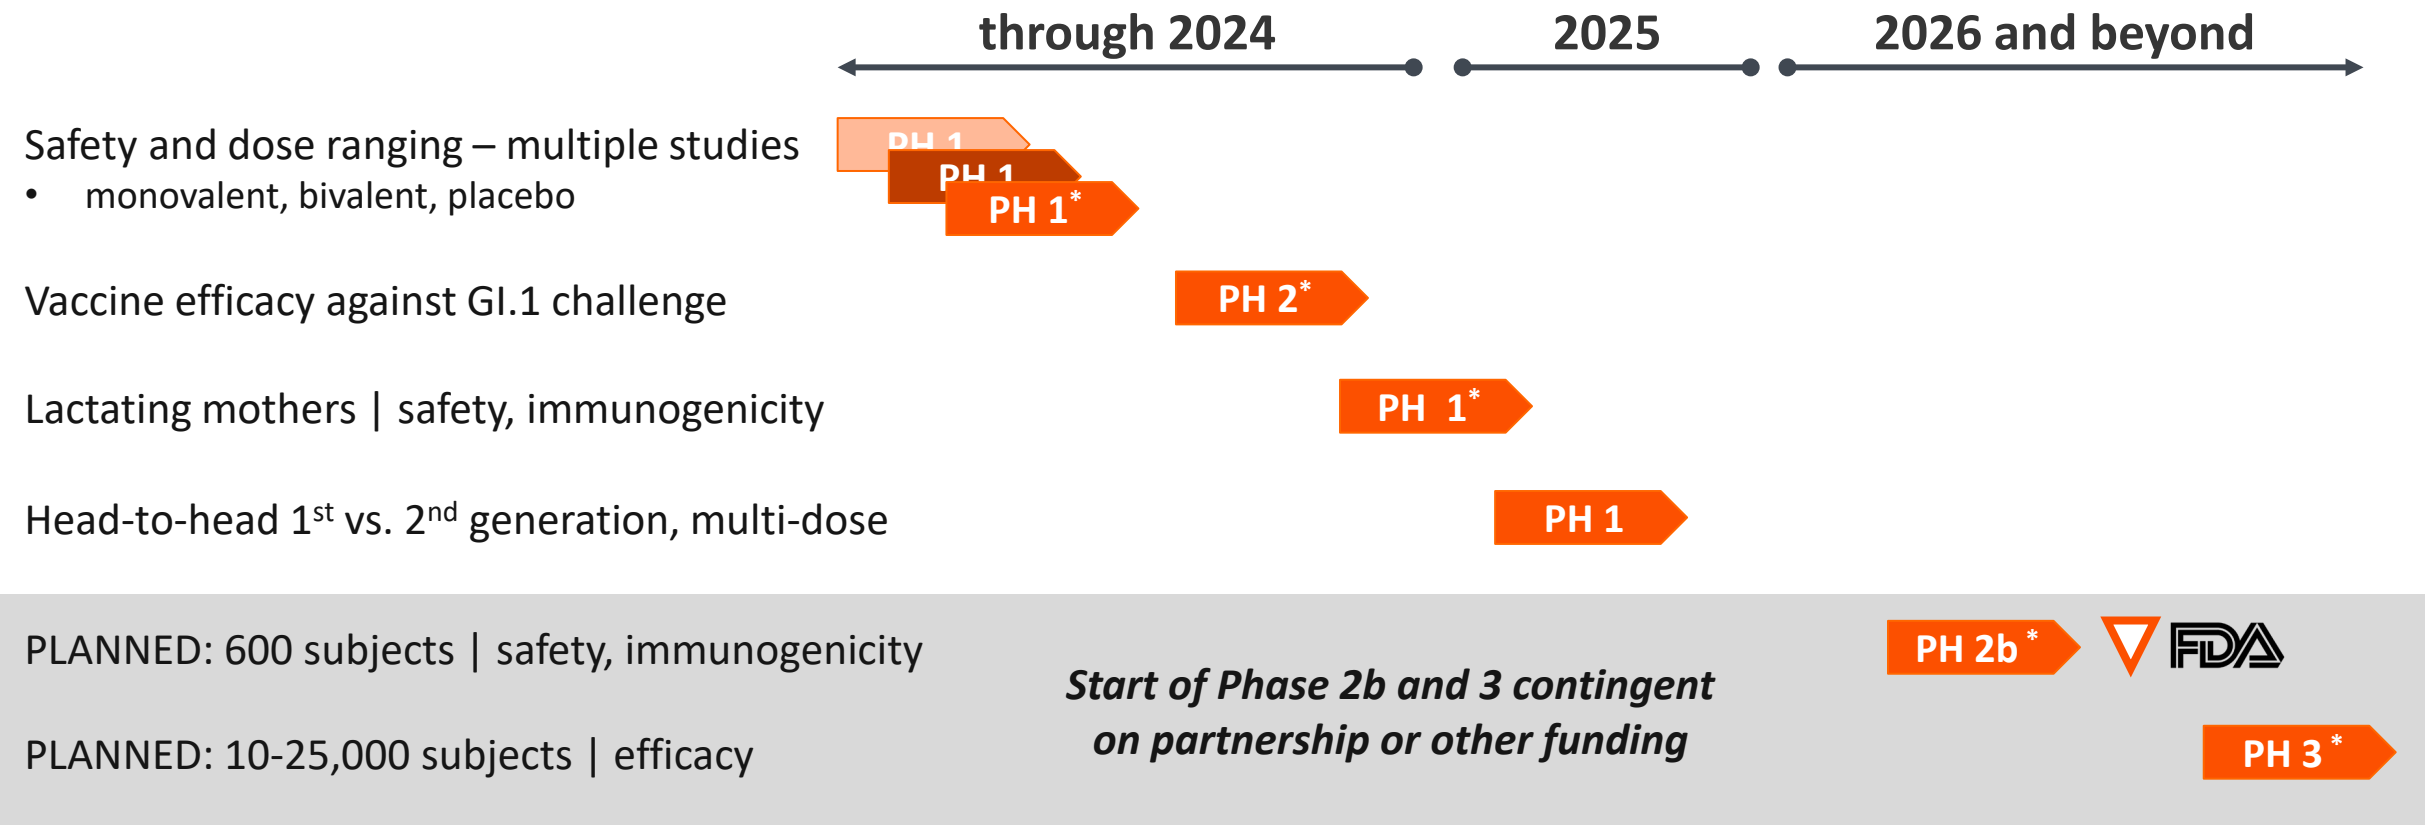 through 2024 2025 2026 and beyond
Safety and dose ranging – multiple studies PH 1
• monovalent, bivalent, placebo PH 1
PH 1*
Vaccine efficacy against GI.1 challenge PH 2*
Lactating mothers | safety, immunogenicity PH 1*
Head-to-head 1st vs. 2nd generation, multi-dose PH 1
PLANNED: 600 subjects | safety, immunogenicity PH 2b * FDA
Start of Phase 2b and 3 contingent
on partnership or other funding
PLANNED: 10-25,000 subjects | efficacy PH 3 *